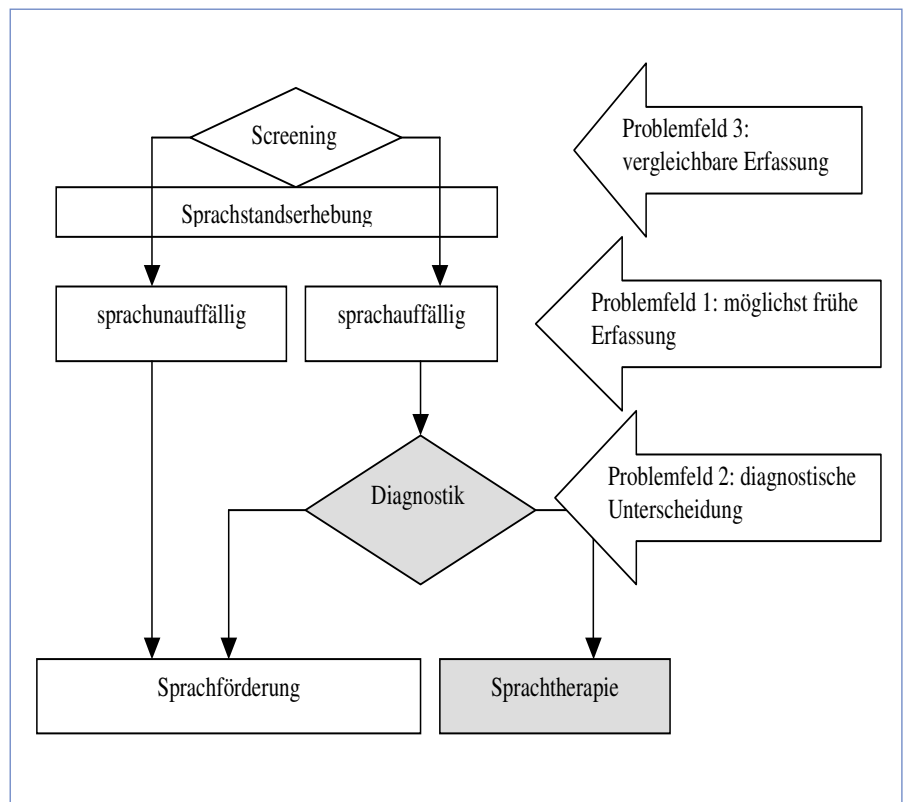 Screening
Problemfeld 3:
vergleichbare Erfassung
Sprachstandserhebung
sprachunauffällig
sprachauffällig
Problemfeld 1: möglichst frühe
Erfassung
Diagnostik
Problemfeld 2: diagnostische
Unterscheidung
Sprachförderung
Sprachtherapie